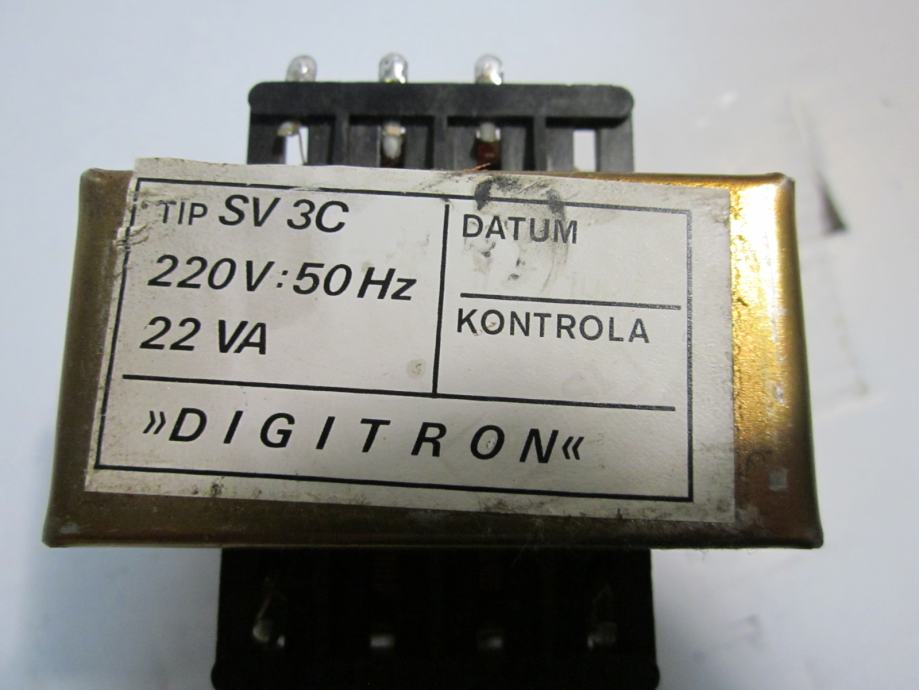 TIP SV 3C
220V:50Hz
22 VA
DATUM
KONTROLA
»DIGITRON«